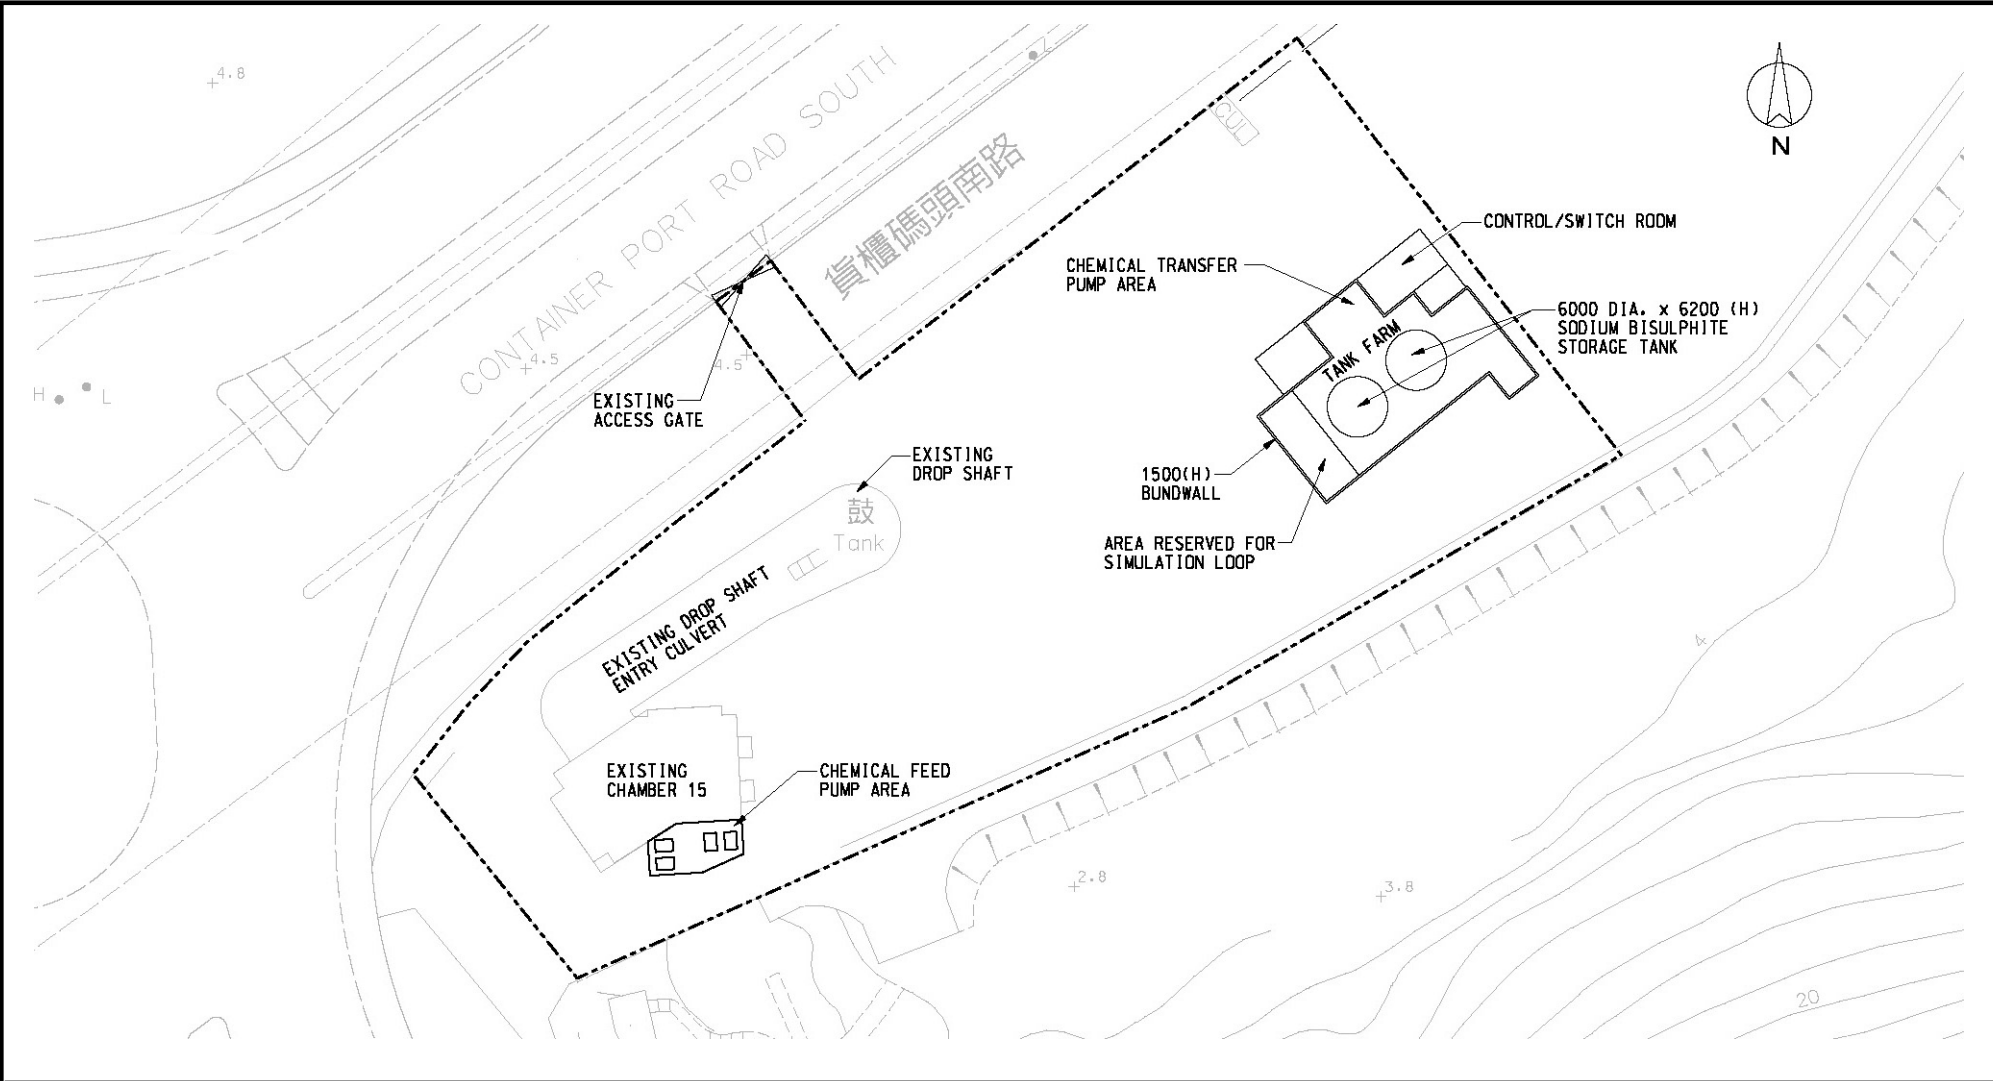 4.8
CONTAINER PORT ROAD SOUTH
貨櫃碼頭南路
N
CONTROL/SWITCH ROOM
CHEMICAL TRANSFER
PUMP AREA
6000 DIA. x 6200 (H)
SODIUM BISULPHITE
STORAGE TANK
TANK FARM
4.5
4.5
H
L
EXISTING
ACCESS GATE
EXISTING
DROP SHAFT
1500(H)
BUNDWALL
鼓
Tank
AREA RESERVED FOR
SIMULATION LOOP
EXISTING DROP SHAFT
ENTRY CULVERT
4
EXISTING
CHAMBER 15
CHEMICAL FEED
PUMP AREA
2.8
3.8
20